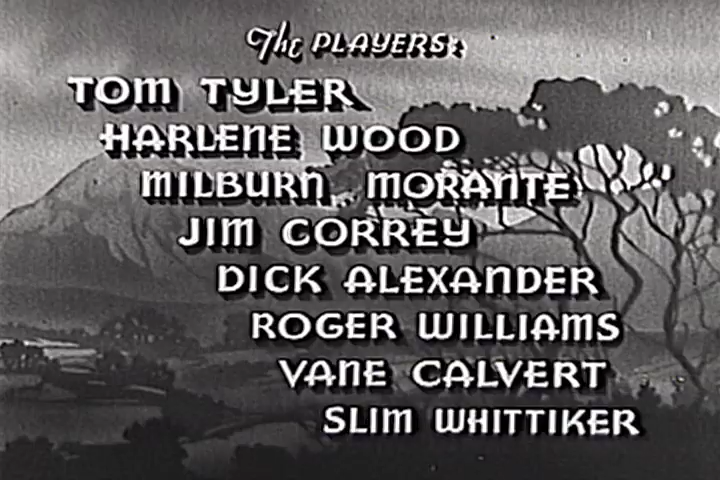 The PLAYERS:
TOM TYLER
HARLENE WOOD
MILBURN MORANTE
JIM CORREY
DICK ALEXANDER
ROGER WILLIAMS
VANE CALVERT
SLIM WHITTIKER